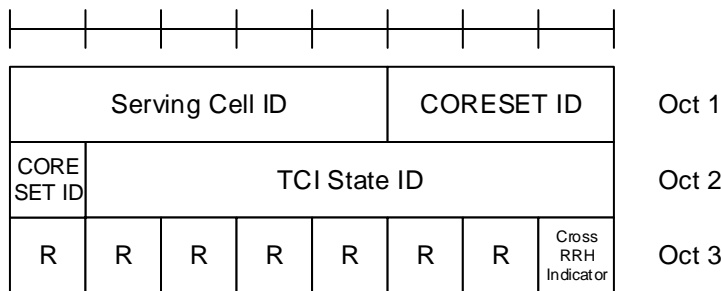 Serving Cell ID CORESET ID Oct 1
CORE
SET ID
TCI State ID Oct 2
R R R R R R R
Cross
RRH
Indicator
Oct 3